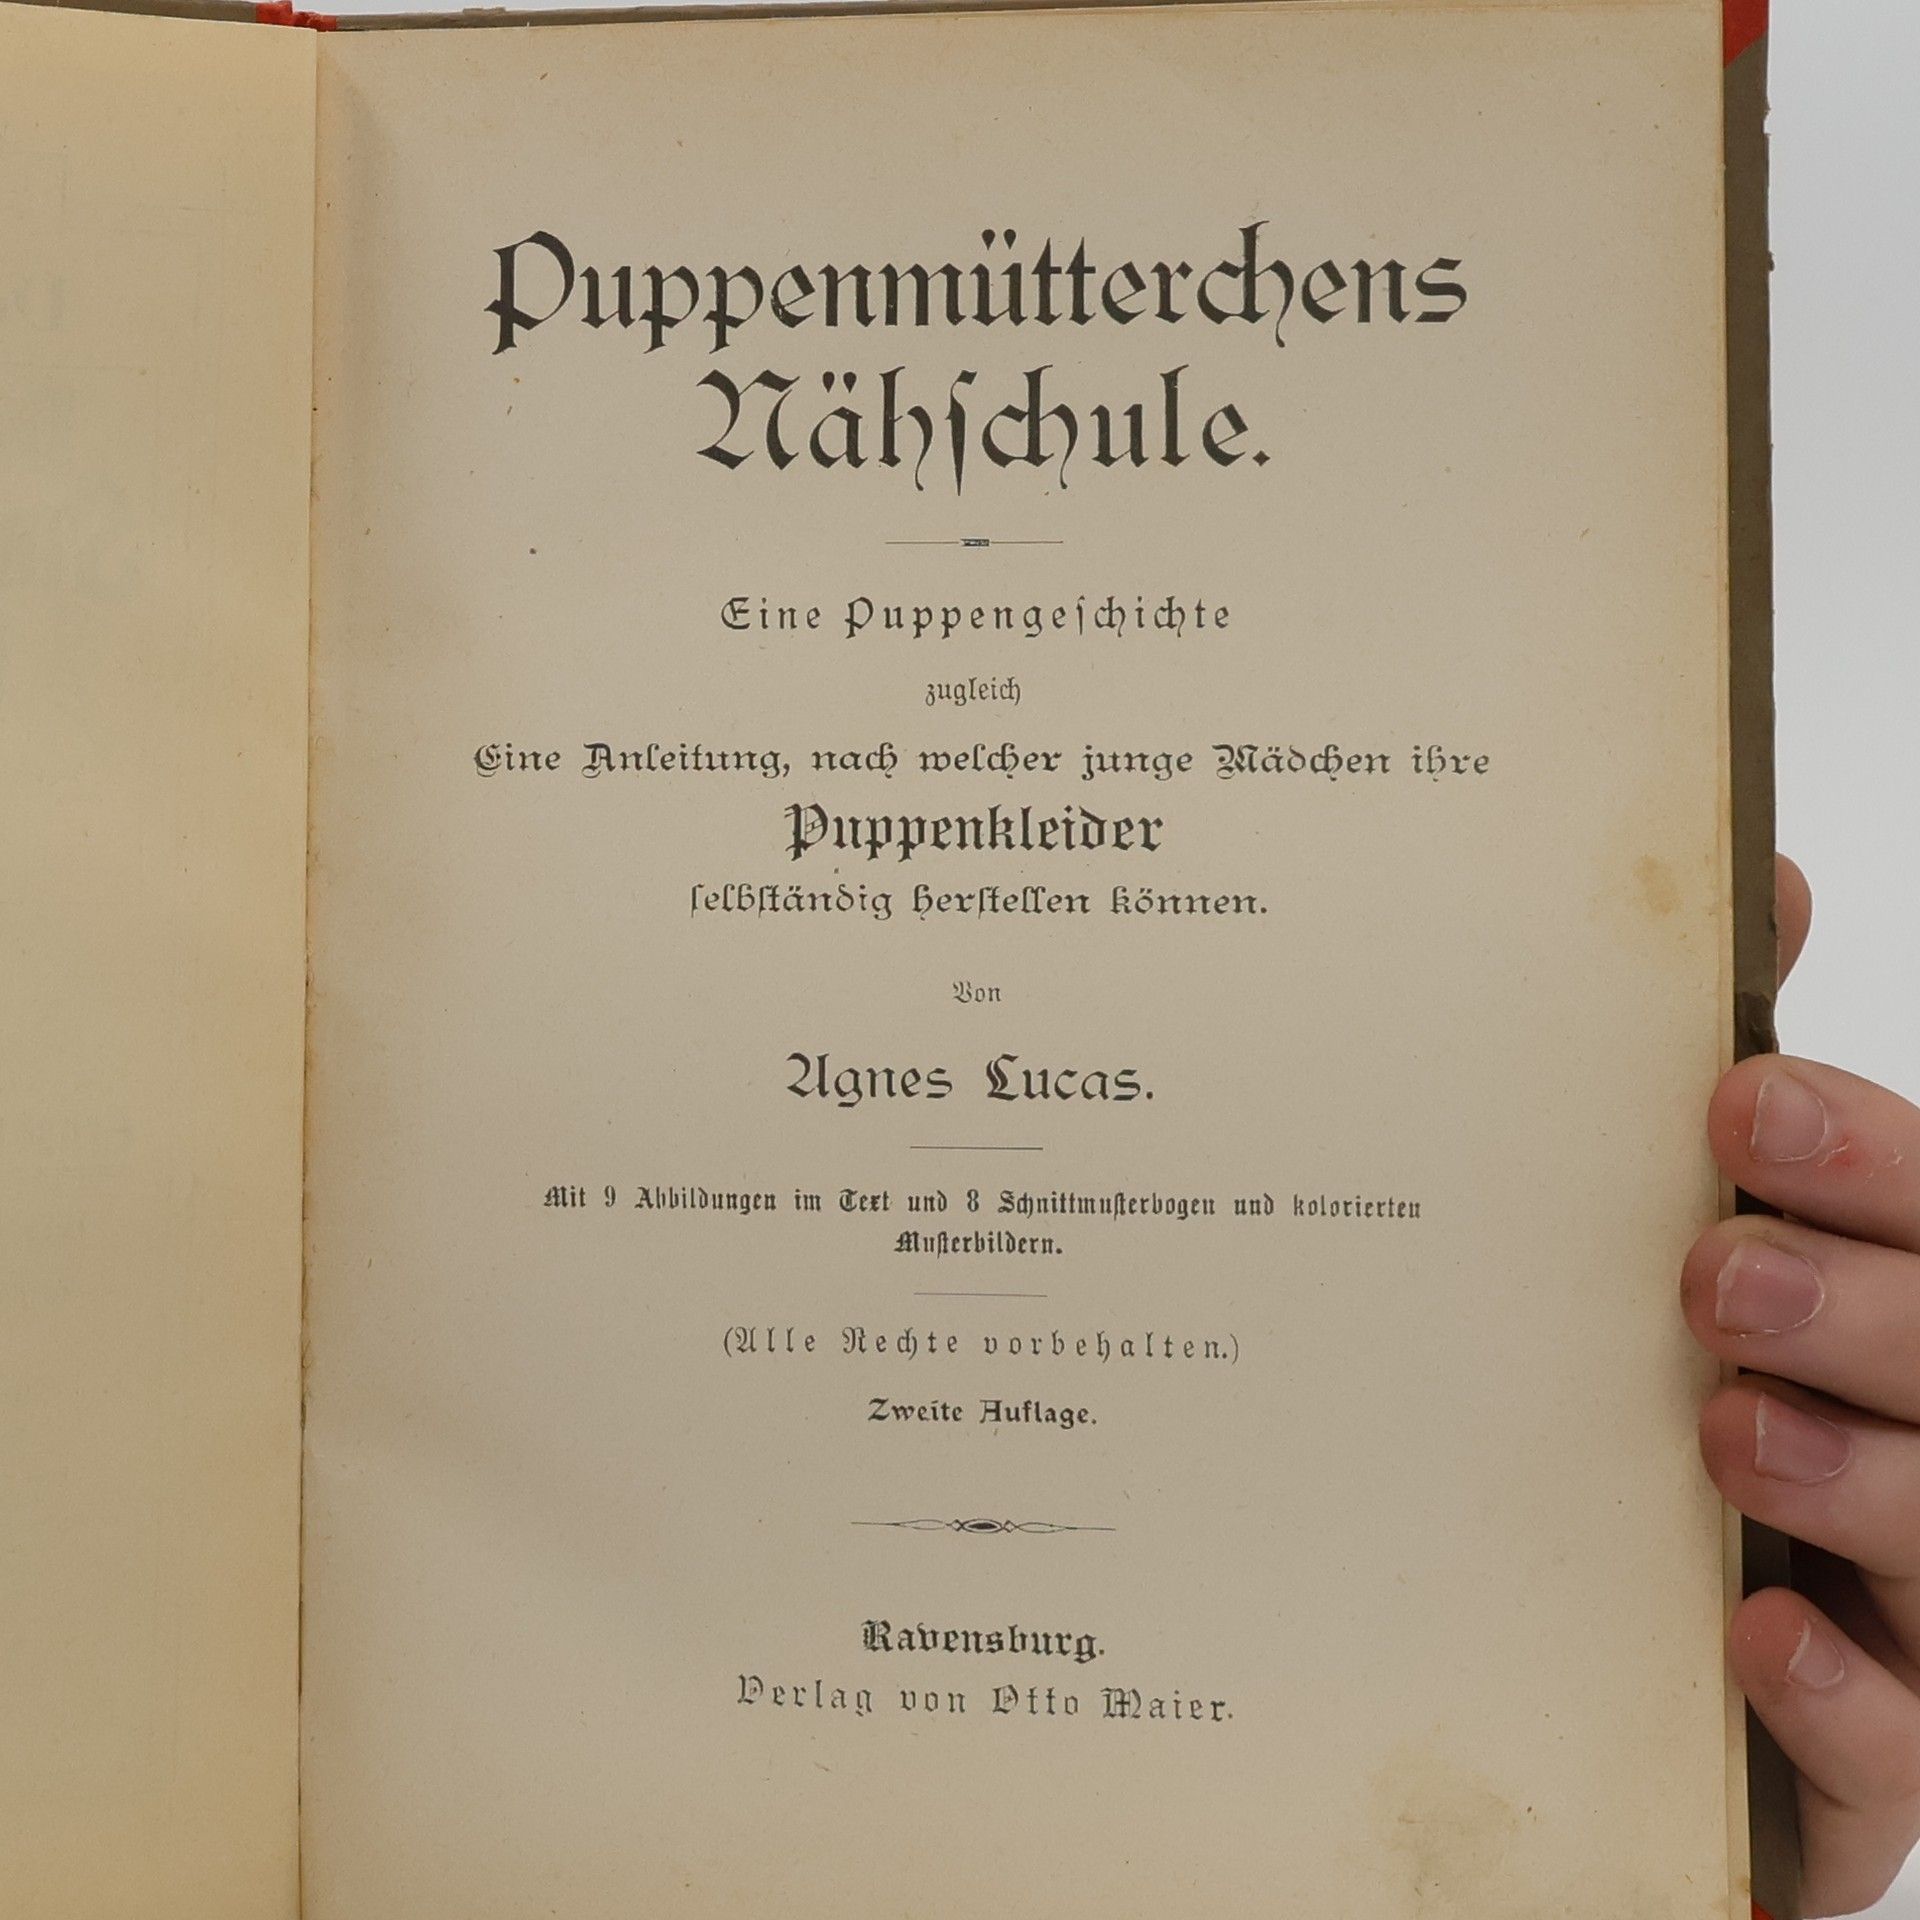 Puppenmütterchens
Nähſchule.
Eine Puppengeſchichte
zugleich
Eine Anleitung, nach welcher junge Mädchen ihre
Puppenkleider
ſelbſtändig herſtellen können.
Von
Agnes Lucas.
Mit 9 Abbildungen im Text und 8 Schnittmuſterbogen und kolorierten
Muſterbildern.
(Alle Rechte vorbehalten.)
Zweite Auflage.
Ravensburg.
Verlag von Otto Maier.